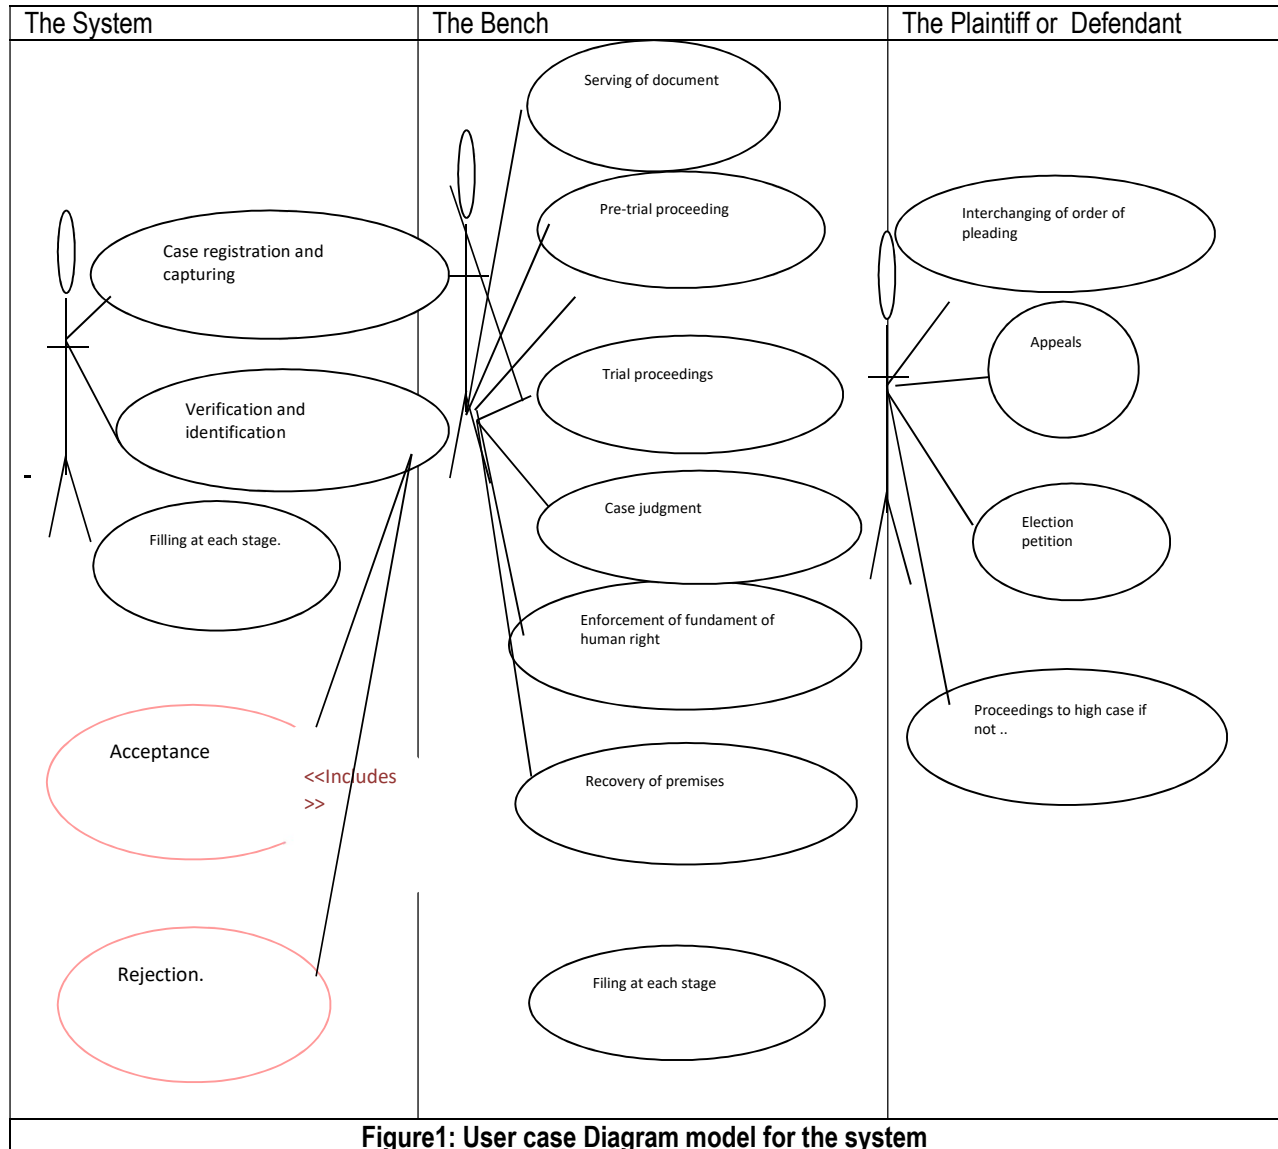 The System
The Bench
The Plaintiff or Defendant
Case registration and
capturing
Verification and
identification
Filling at each stage.
Acceptance
<<Includes
>>
Rejection.
Serving of document
Pre-trial proceeding
Trial proceedings
Case judgment
Enforcement of fundament of
human right
Recovery of premises
Filing at each stage
Interchanging of order of
pleading
Appeals
Election
petition
Proceedings to high case if
not ..
Figure1: User case Diagram model for the system